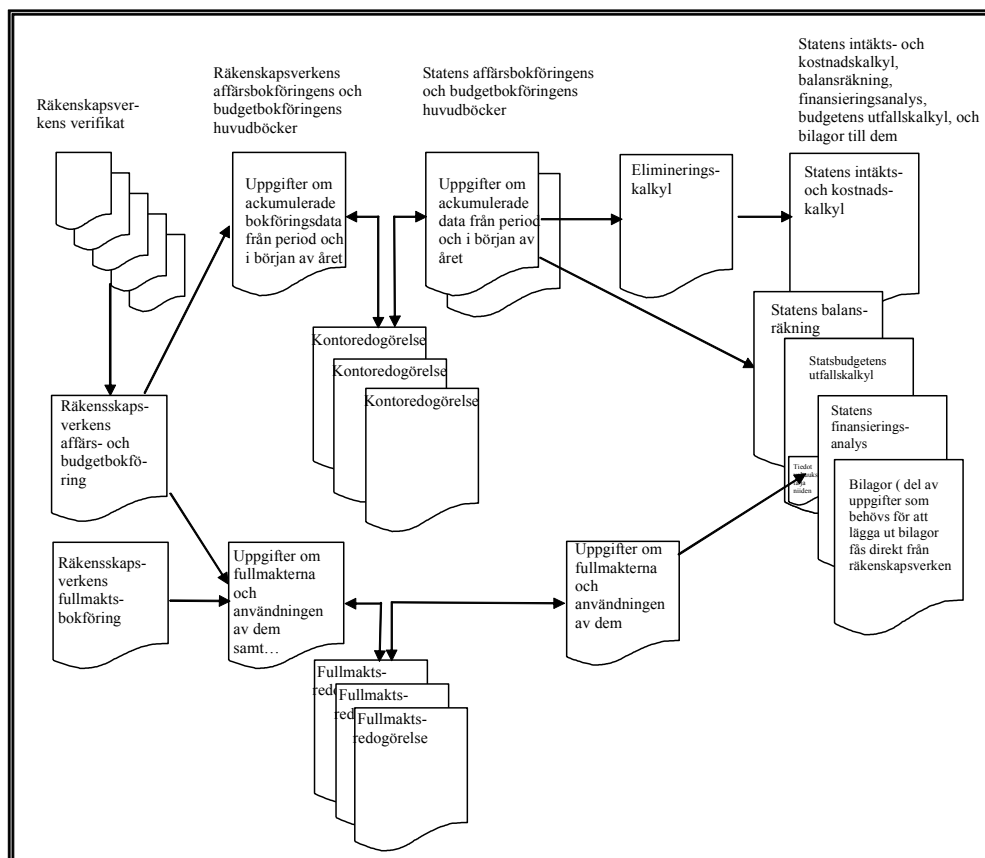 Räkenskapsver-
kens verifikat
Räkenskapsverkens
affärsbokföringens och
budgetbokföringens
huvudböcker
Statens affärsbokföringens
och budgetbokföringens
huvudböcker
Statens intäkts- och
kostnadskalkyl,
balansräkning,
finansieringsanalys,
budgetens utfallskalkyl, och
bilagor till dem
Uppgifter om
ackumulerade
bokföringsdata
från period och
i början av året
Uppgifter om
ackumulerade
data från period
och i början av
året
Eliminerings-
kalkyl
Statens intäkts-
och kostnads-
kalkyl
Statens balans-
räkning
Statsbudgetens
utfallskalkyl
Statens
finansierings-
analys
Tiedot
niiden
Bilagor ( del av
uppgifter som
behövs för att
lägga ut bilagor
fås direkt från
räkenskapsverken
Kontoredogörelse
Kontoredogörelse
Kontoredogörelse
Räkensskaps-
verkens
affärs- och
budgetbokfö-
ring
Räkensskaps-
verkens
fullmakts-
bokföring
Uppgifter om
fullmakterna
och
användningen
av dem
samt…
Uppgifter om
fullmakterna
och
användningen
av dem
Fullmakts-
Fullmakts-
Fullmakts-
redogörelse